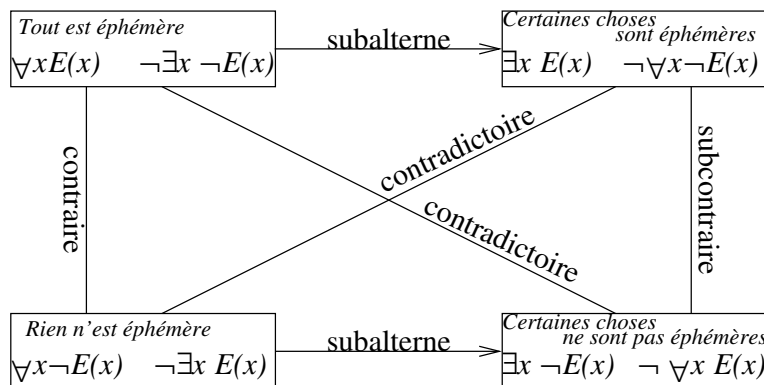 Tout est éphémère
∀xE(x) ¬∃x ¬E(x)
subalterne
Certaines choses
sont éphémères
∃x E(x) ¬∀x¬E(x)
contraire
contradictoire
contradictoire
subcontraire
Rien n'est éphémère
∀x¬E(x) ¬∃x E(x)
subalterne
Certaines choses
ne sont pas éphémères
∃x ¬E(x) ¬ ∀x E(x)